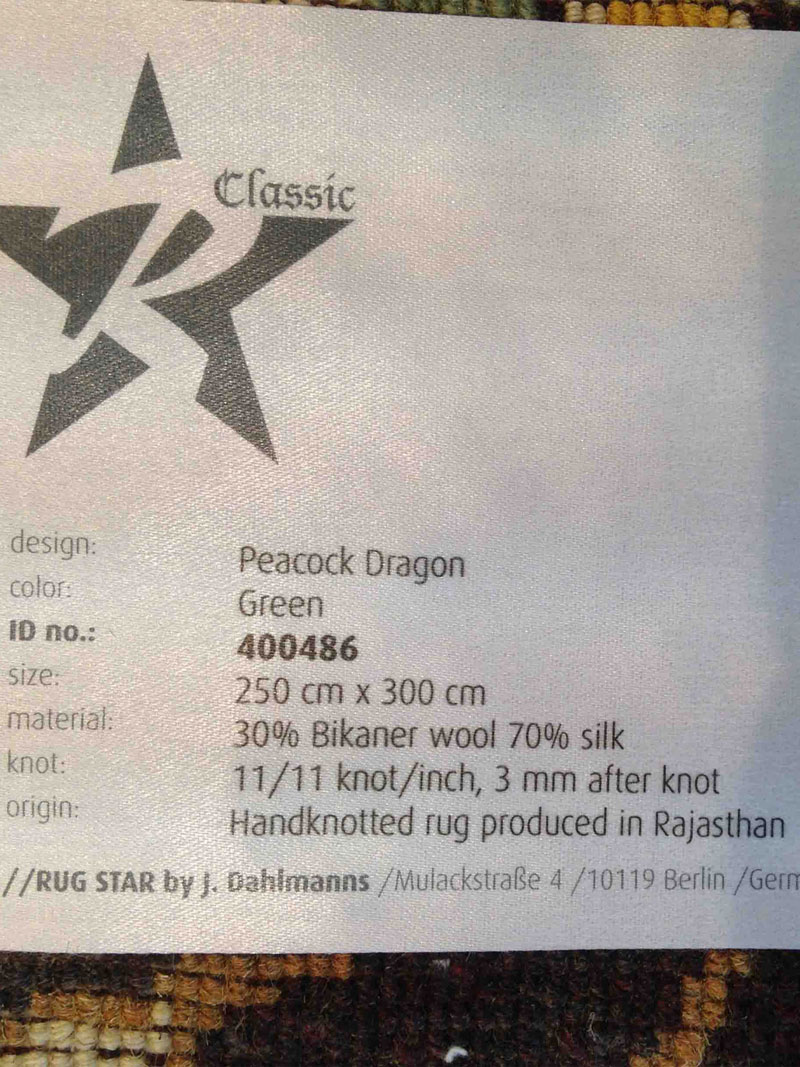 Classic
design: Peacock Dragon
color: Green
ID no.: 400486
size: 250 cm x 300 cm
material: 30% Bikaner wool 70% silk
knot: 11/11 knot/inch, 3 mm after knot
origin: Handknotted rug produced in Rajasthan
//RUG STAR by J. Dahlmanns /Mulackstraße 4 /10119 Berlin /Germ